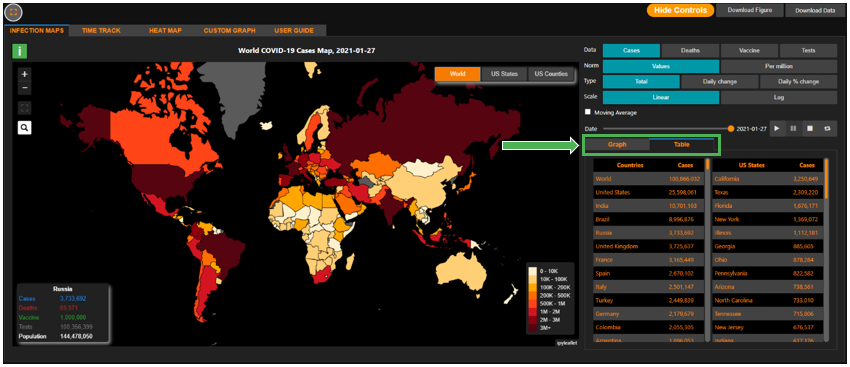 Hide Controls
Download Figure
Download Data
INFECTION MAPS
TIME TRACK
HEAT MAP
CUSTOM GRAPH
USER GUIDE
i
World COVID-19 Cases Map, 2021-01-27
+
−
World
US States
US Counties
Data
Cases
Deaths
Vaccine
Tests
Norm
Values
Per million
Type
Total
Daily change
Daily % change
Scale
Linear
Log
Moving Average
Date
2021-01-27
Graph
Table
Countries Cases
World 100,866,032
United States 25,598,061
India 10,701,193
Brazil 8,996,876
Russia 3,733,692
United Kingdom 3,725,637
France 3,165,449
Spain 2,670,102
Italy 2,501,147
Turkey 2,449,839
Germany 2,179,679
Colombia 2,055,305
Argentina 1,896,053
US States Cases
California 3,250,649
Texas 2,309,220
Florida 1,676,171
New York 1,369,072
Illinois 1,112,181
Georgia 885,605
Ohio 878,284
Pennsylvania 822,582
Arizona 738,561
North Carolina 733,010
Tennessee 715,806
New Jersey 676,537
Indiana 617,176
Russia
Cases 3,733,692
Deaths 69,971
Vaccine 1,000,000
Tests 100,356,399
Population 144,478,050
0 - 10K
10K - 100K
100K - 200K
200K - 500K
500K - 1M
1M - 2M
2M - 3M
3M+
ipyleaflet